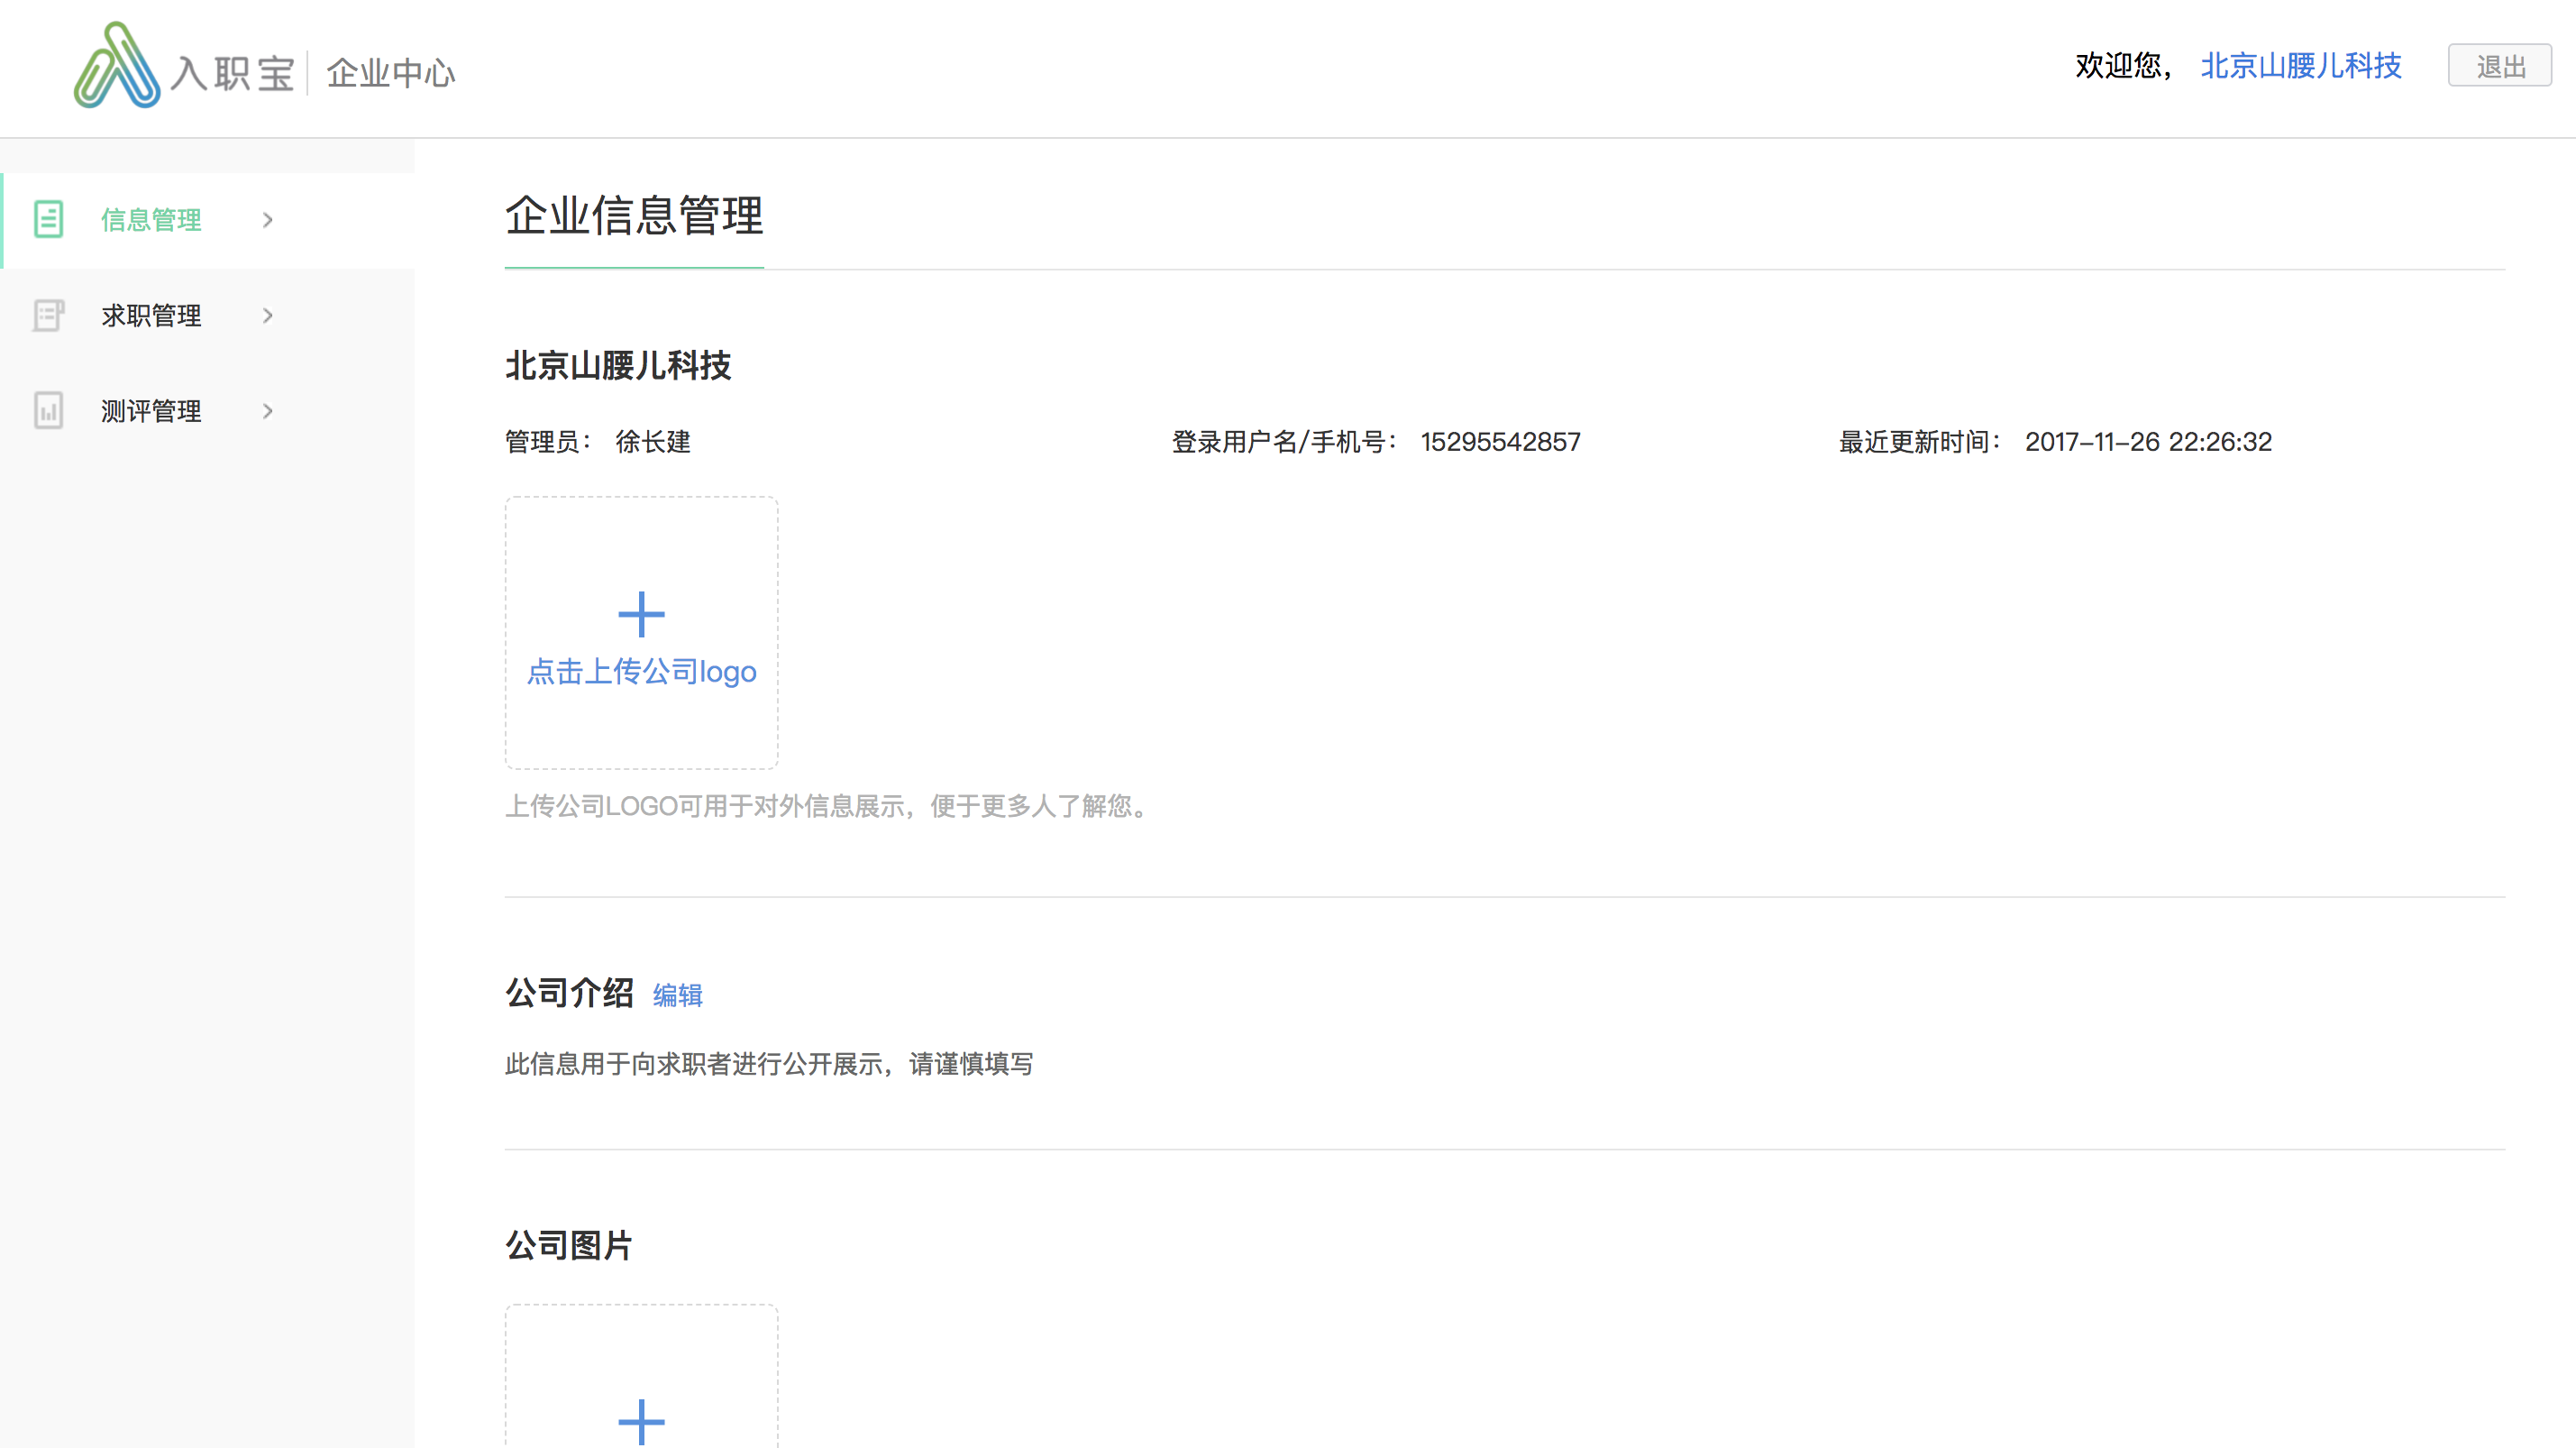 入职宝 企业中心 欢迎您， 北京山腰儿科技 退出
信息管理
求职管理
测评管理
企业信息管理
北京山腰儿科技
管理员： 徐长建 登录用户名/手机号： 15295542857 最近更新时间： 2017-11-26 22:26:32
点击上传公司logo
上传公司LOGO可用于对外信息展示，便于更多人了解您。
公司介绍 编辑
此信息用于向求职者进行公开展示，请谨慎填写
公司图片